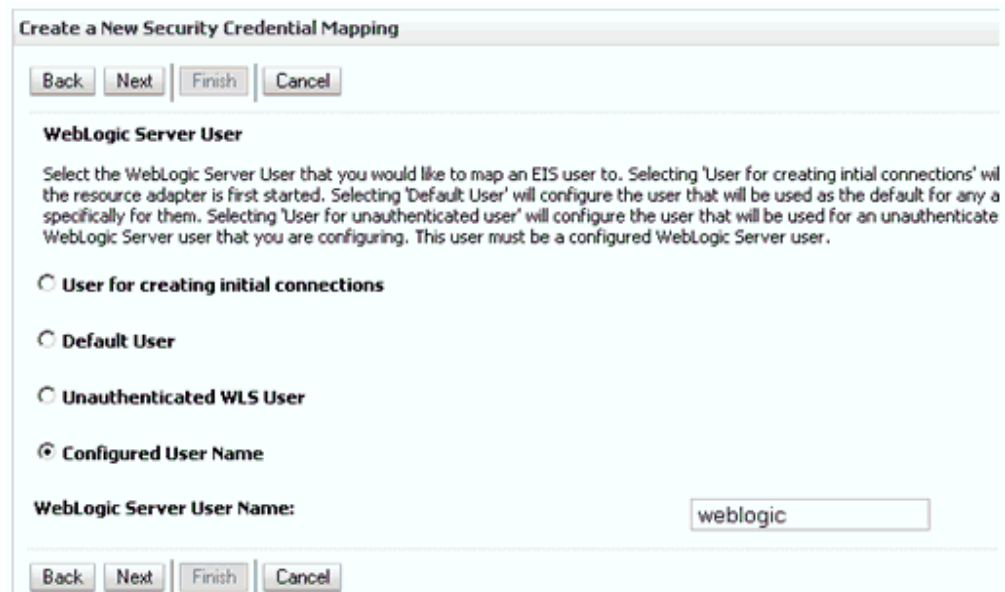 Create a New Security Credential Mapping
Back Next Finish Cancel
WebLogic Server User
Select the WebLogic Server User that you would like to map an EIS user to. Selecting 'User for creating intial connections' wil
the resource adapter is first started. Selecting 'Default User' will configure the user that will be used as the default for any a
specifically for them. Selecting 'User for unauthenticated user' will configure the user that will be used for an unauthenticate
WebLogic Server user that you are configuring. This user must be a configured WebLogic Server user.
User for creating initial connections
Default User
Unauthenticated WLS User
Configured User Name
WebLogic Server User Name: weblogic
Back Next Finish Cancel